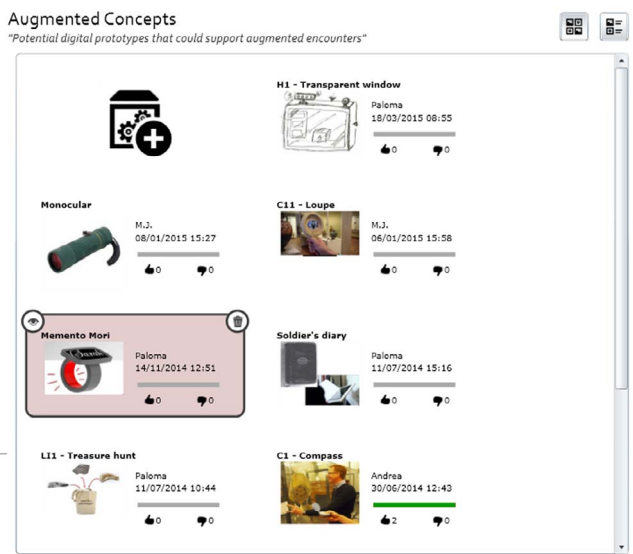 Augmented Concepts
"Potential digital prototypes that could support augmented encounters"
H1 - Transparent window
Paloma
18/03/2015 08:55
0 0
Monocular
M.J.
08/01/2015 15:27
0 0
C11 - Loupe
M.J.
06/01/2015 15:58
0 0
Memento Mori
Paloma
14/11/2014 12:51
0 0
Soldier's diary
Paloma
11/07/2014 15:16
0 0
LI1 - Treasure hunt
Paloma
11/07/2014 10:44
0 0
C1 - Compass
Andrea
30/06/2014 12:43
2 0